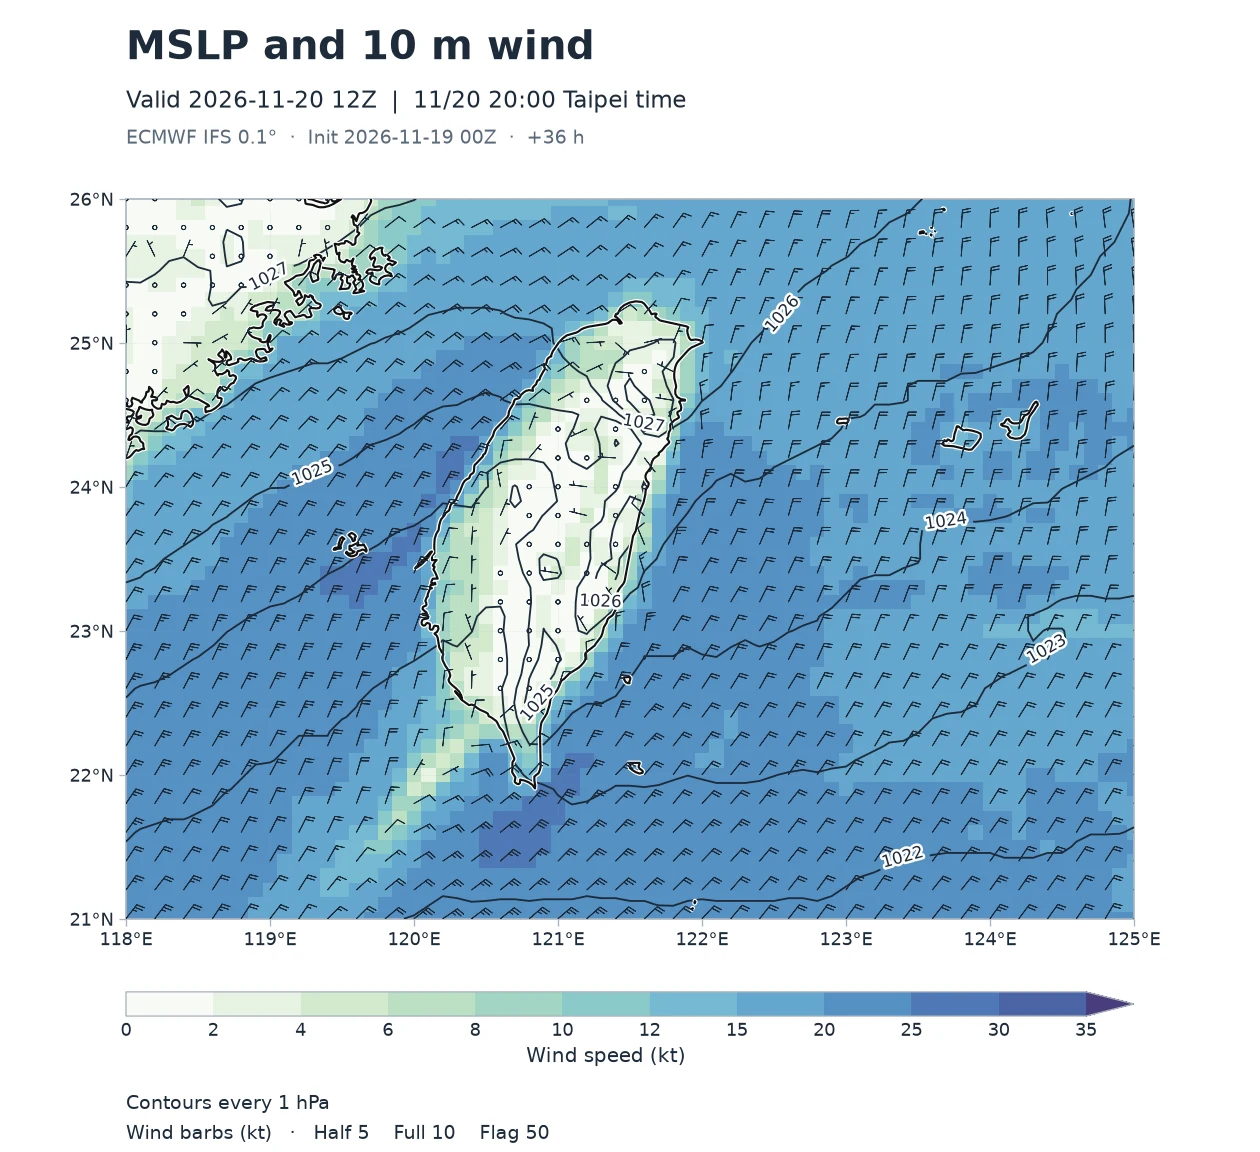 MSLP and 10 m wind
Valid 2026-11-20 12Z | 11/20 20:00 Taipei time
ECMWF IFS 0.1° · Init 2026-11-19 00Z · +36 h
26°N
25°N
24°N
23°N
22°N
21°N
1027
1026
1027
1025
1024
1026
1023
1025
1022
118°E 119°E 120°E 121°E 122°E 123°E 124°E 125°E
0 2 4 6 8 10 12 15 20 25 30 35
Wind speed (kt)
Contours every 1 hPa
Wind barbs (kt) · Half 5 Full 10 Flag 50